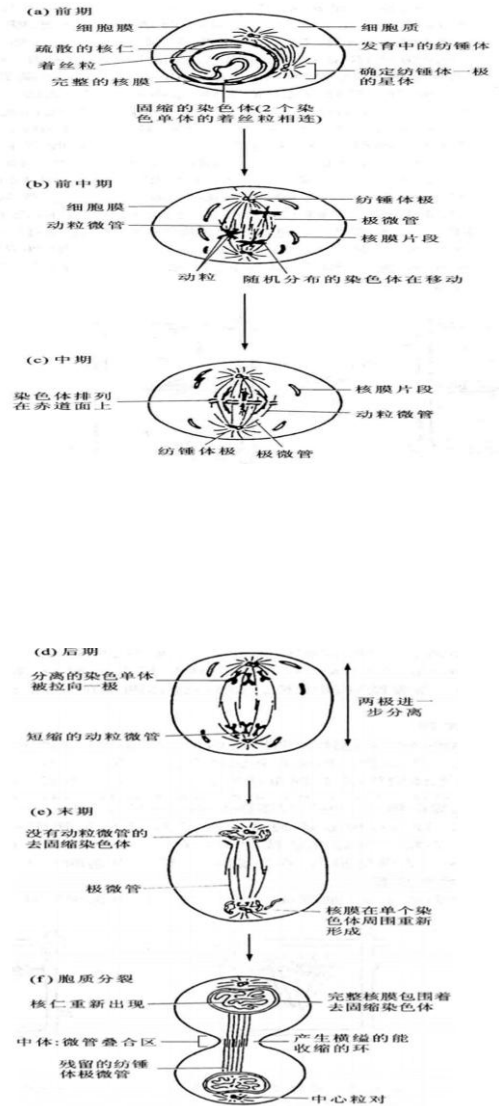 (a) 前期
细胞膜
细胞质
疏散的核仁
发育中的纺锤体
着丝粒
确定纺锤体一极
的星体
完整的核膜
固缩的染色体(2个染
色单体的着丝粒相连)
(b) 前中期
纺锤体极
细胞膜
极微管
动粒微管
核膜片段
动粒
随机分布的染色体在移动
(c) 中期
核膜片段
染色体排列
在赤道面上
动粒微管
纺锤体极
极微管
(d) 后期
分离的染色单体
被拉向一极
两极进一
步分离
短缩的动粒微管
(e) 末期
没有动粒微管的
去固缩染色体
极微管
核膜在单个染
色体周围重新
形成
(f) 胞质分裂
核仁重新出现
完整核膜包围着
去固缩染色体
中体:微管叠合区
产生横缢的能
收缩的环
残留的纺锤
体极微管
中心粒对